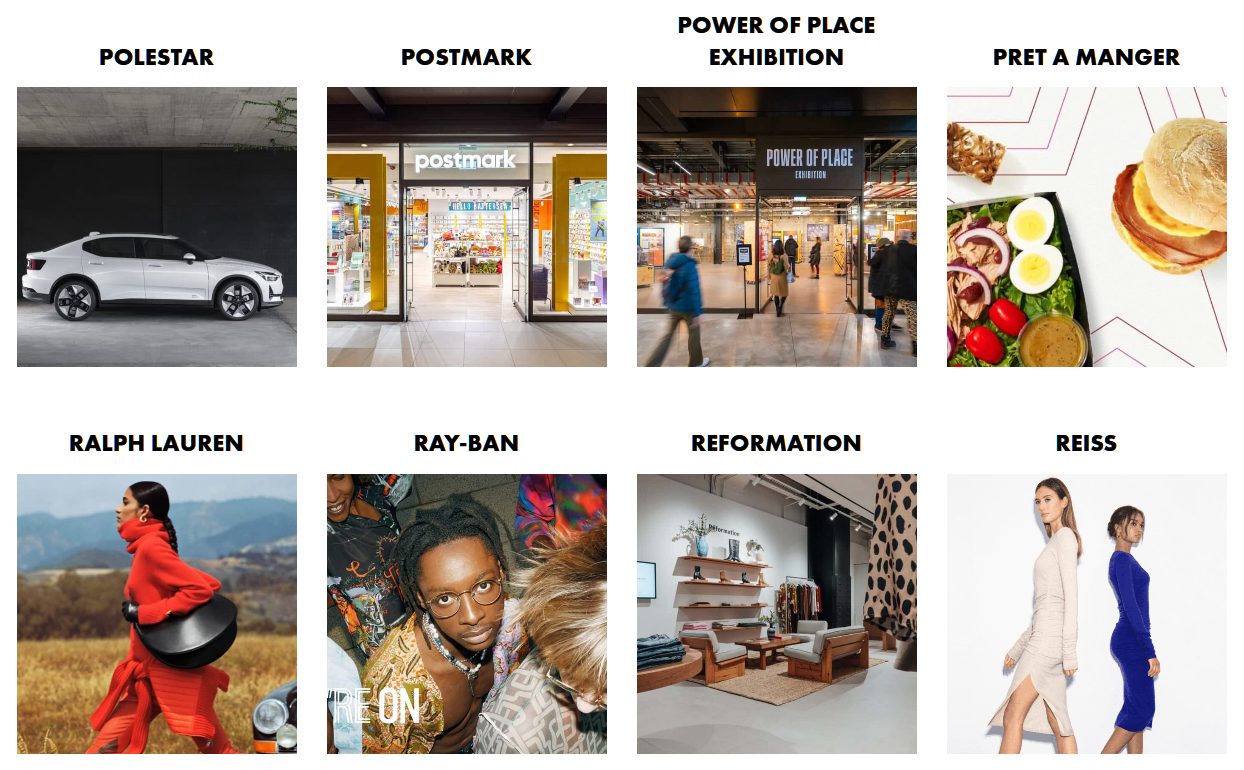 POWER OF PLACE
POLESTAR
POSTMARK
EXHIBITION
PRET A MANGER
postmark
HELLO BATTERSEA
POWER OF PLACE
EXHIBITION
RALPH LAUREN
RAY-BAN
REFORMATION
REISS
Reformation
'RE ON